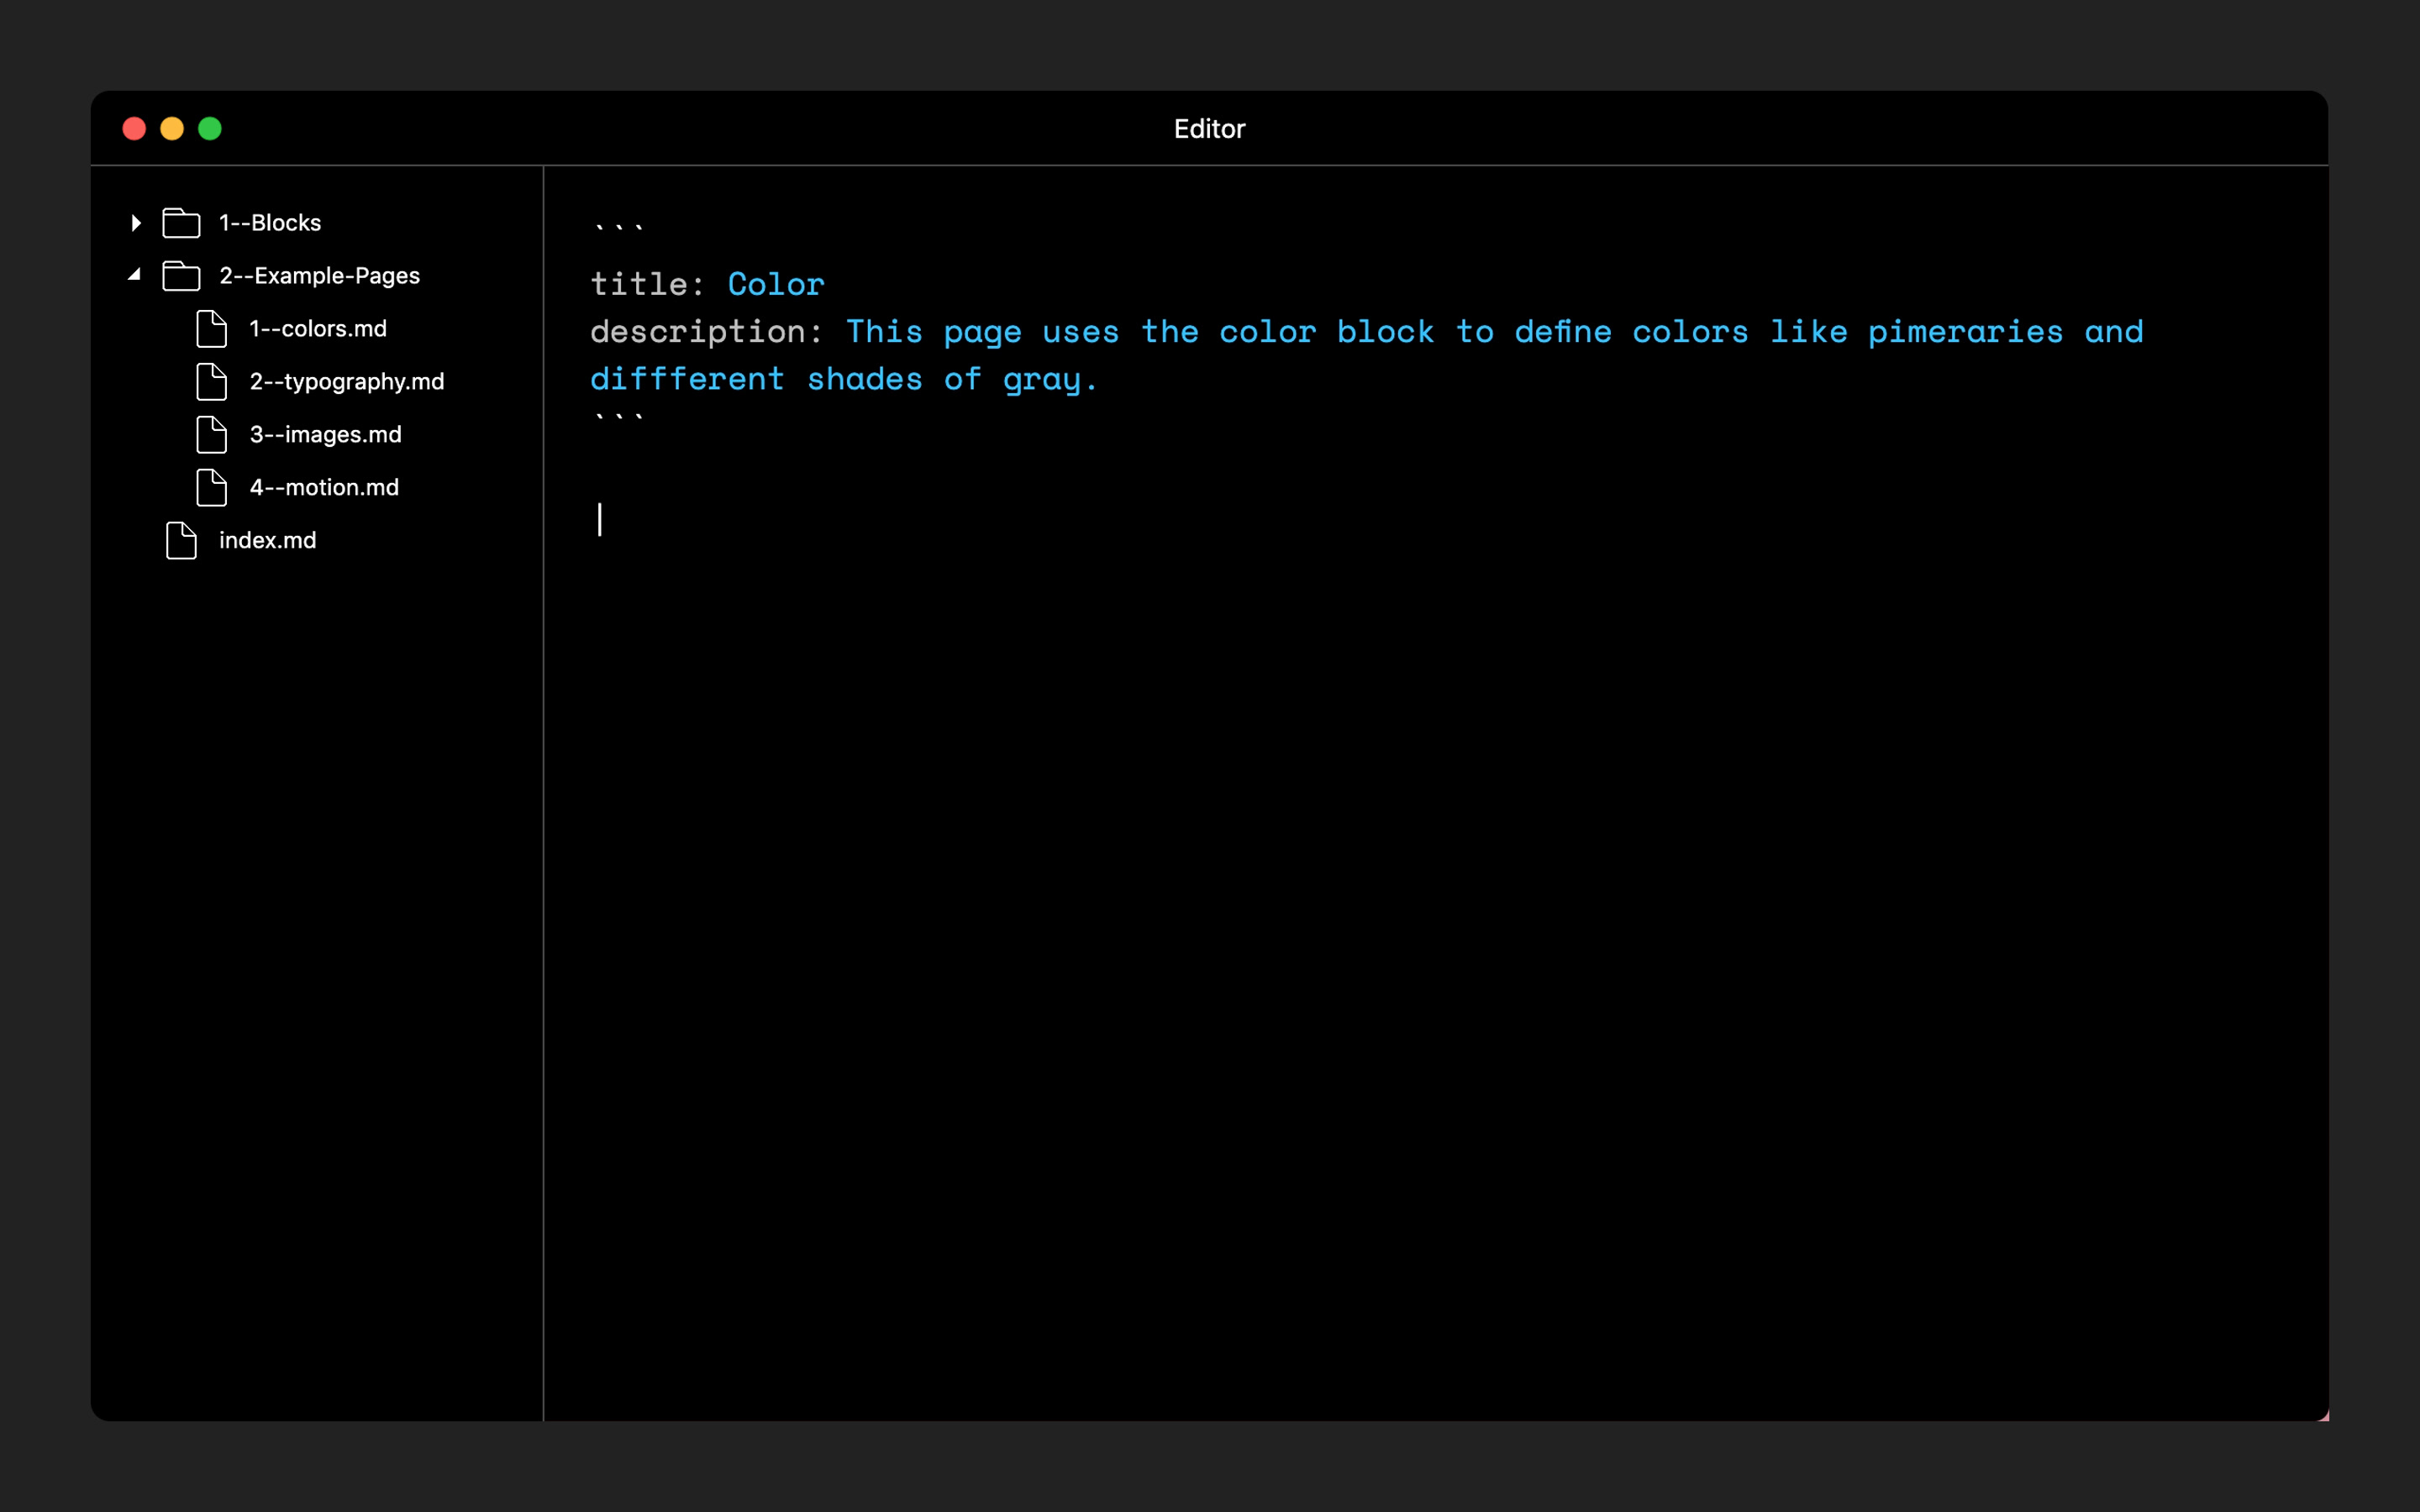 Editor
1--Blocks
2--Example-Pages
1--colors.md
2--typography.md
3--images.md
4--motion.md
index.md
```
title: Color
description: This page uses the color block to define colors like pimeraries and
diffferent shades of gray.
```